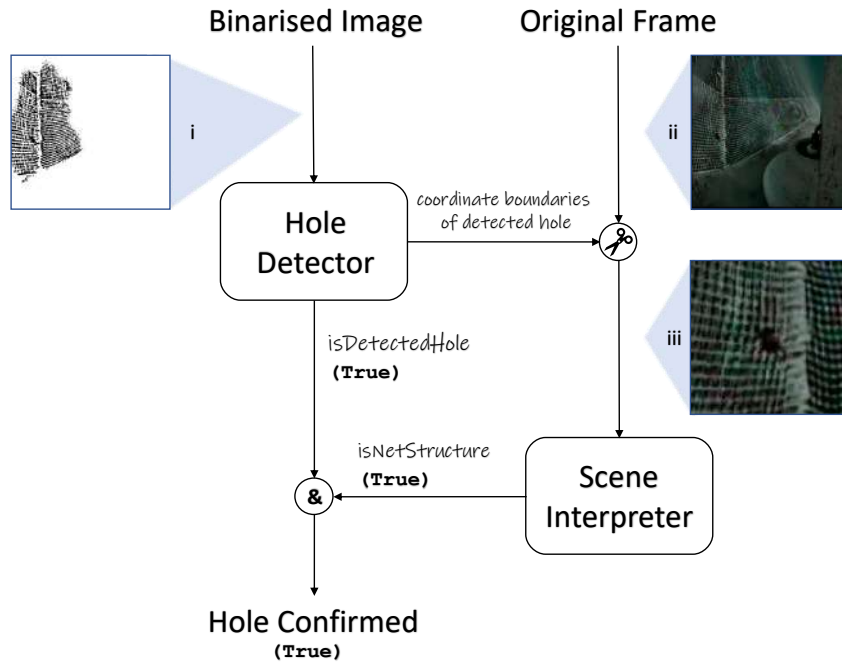 Binarised Image
Original Frame
i
ii
Hole
Detector
coordinate boundaries
of detected hole
iii
isDetectedHole
(True)
isNetStructure
(True)
&
Scene
Interpreter
Hole Confirmed
(True)